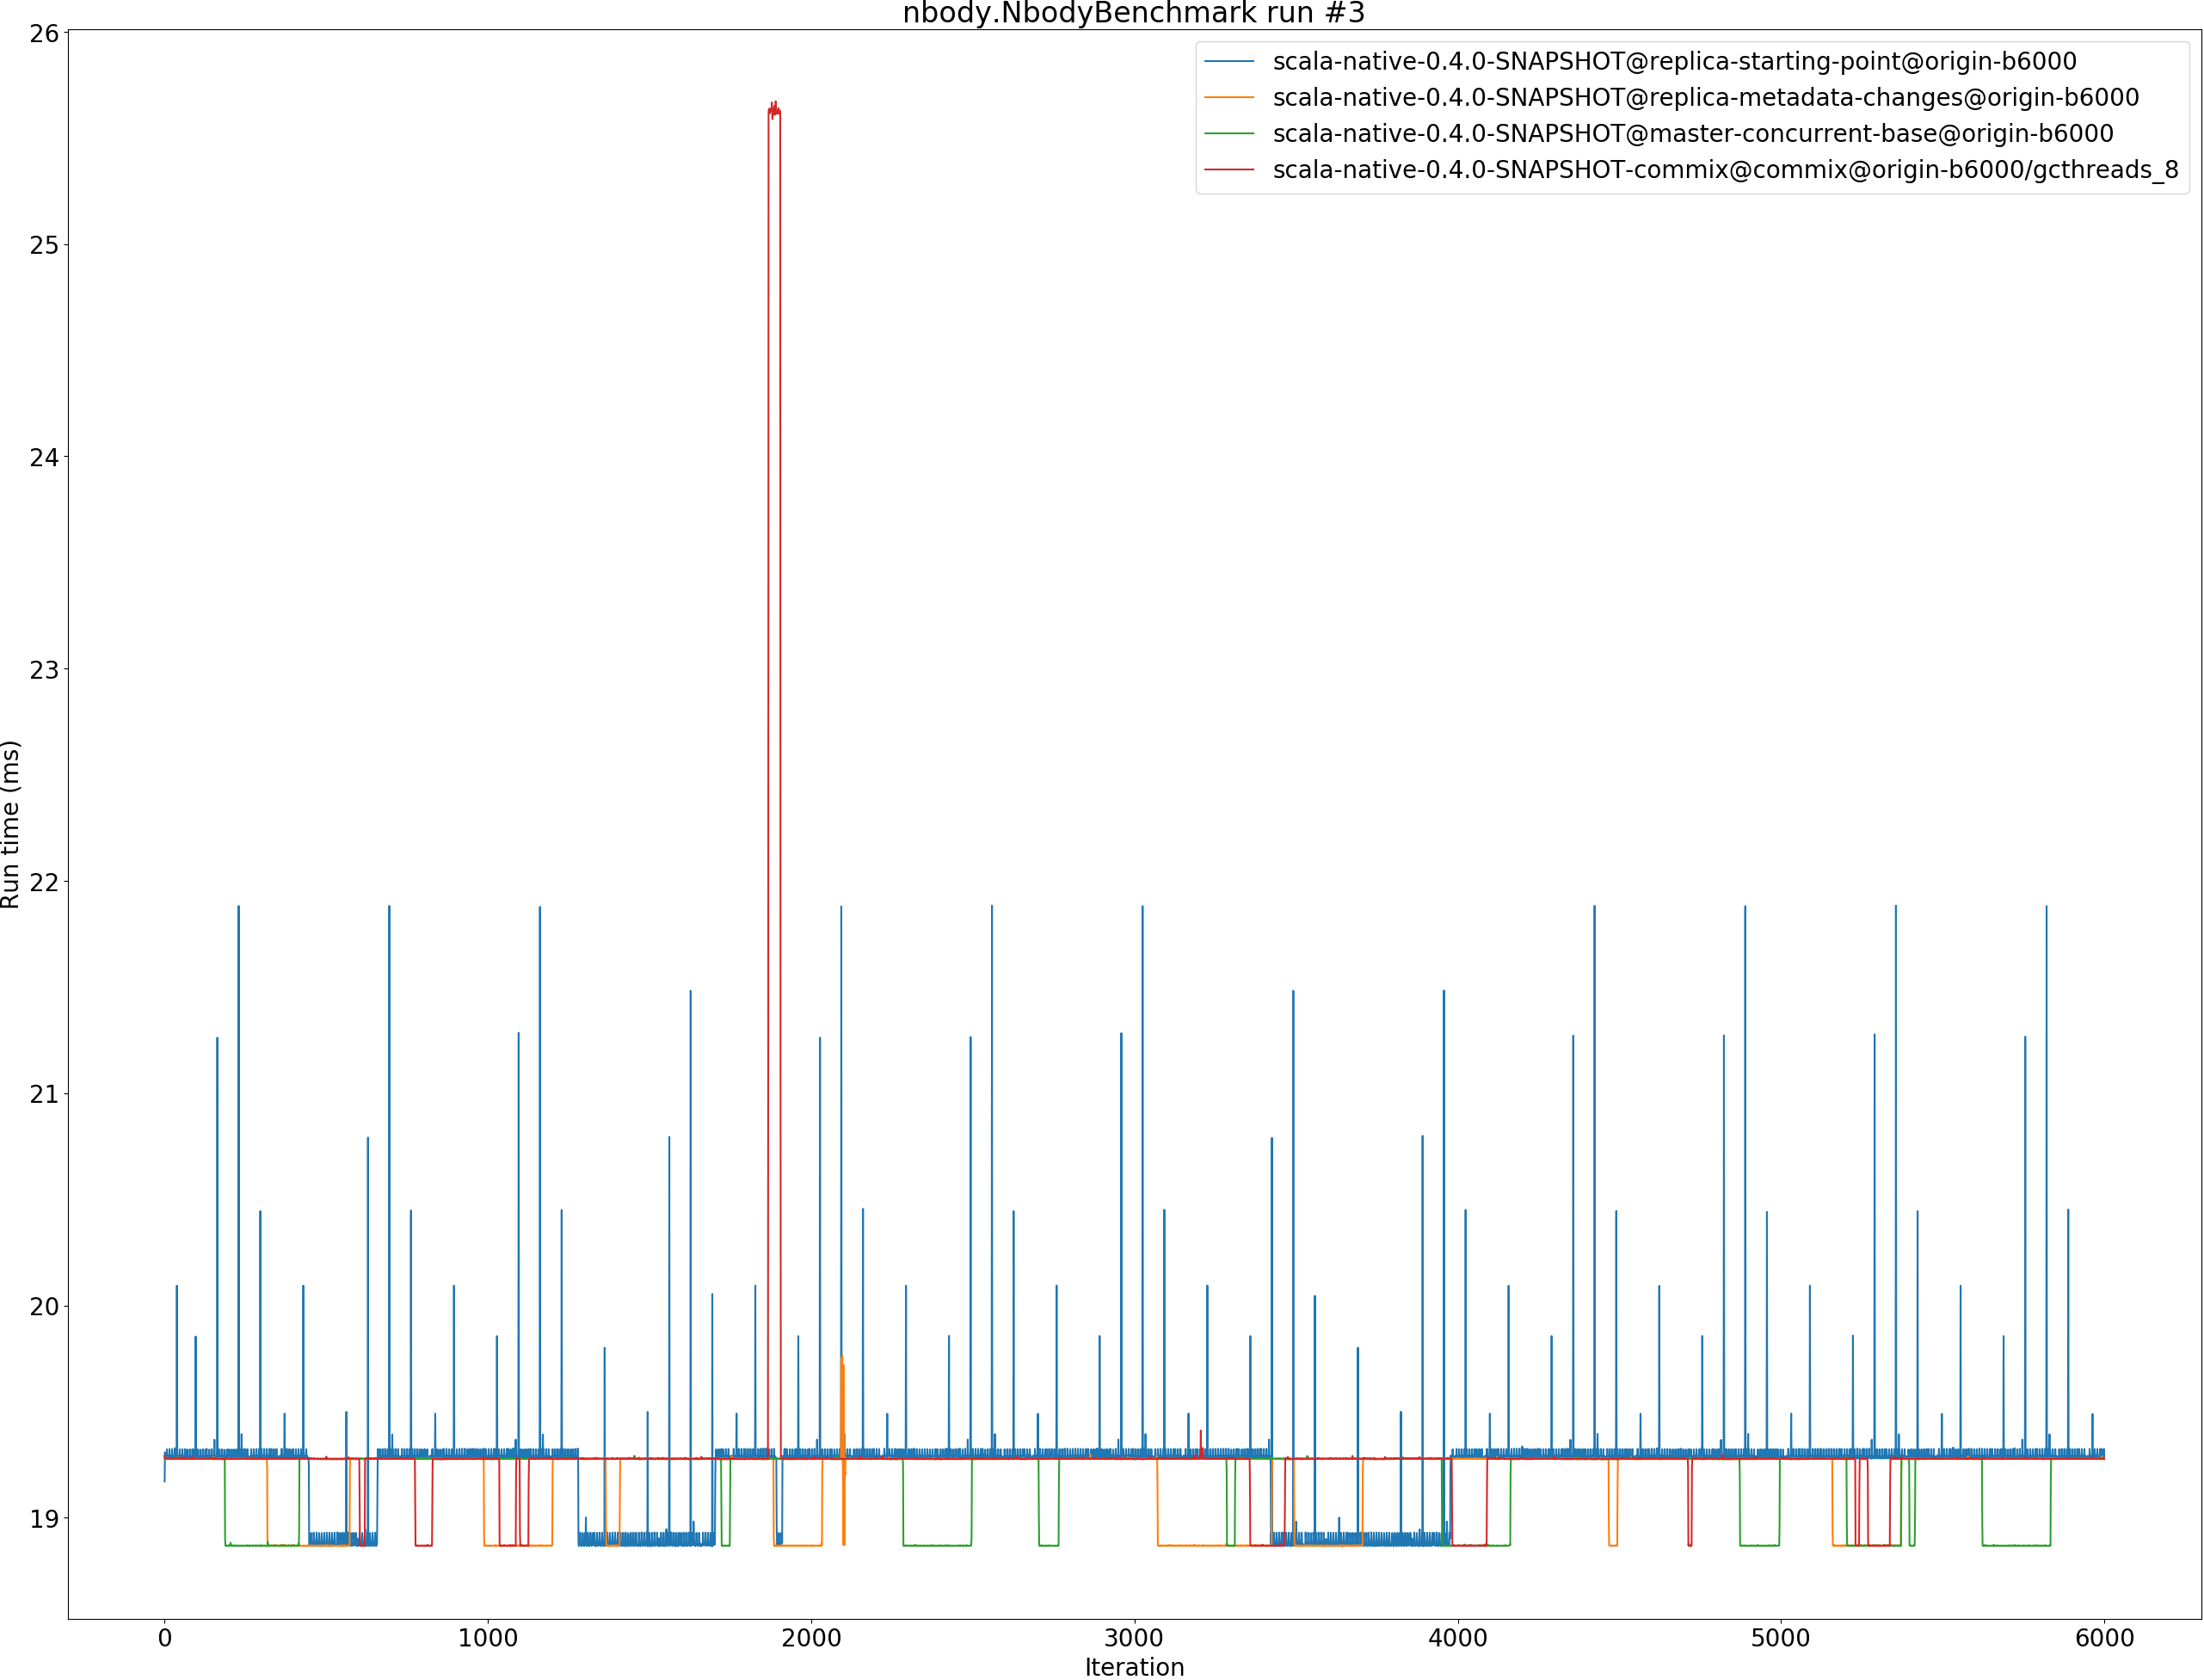 nbody.NbodyBenchmark run #3
scala-native-0.4.0-SNAPSHOT@replica-starting-point@origin-b6000
scala-native-0.4.0-SNAPSHOT@replica-metadata-changes@origin-b6000
scala-native-0.4.0-SNAPSHOT@master-concurrent-base@origin-b6000
scala-native-0.4.0-SNAPSHOT-commix@commix@origin-b6000/gcthreads_8
Run time (ms)
26
25
24
23
22
21
20
19
0 1000 2000 3000 4000 5000 6000
Iteration